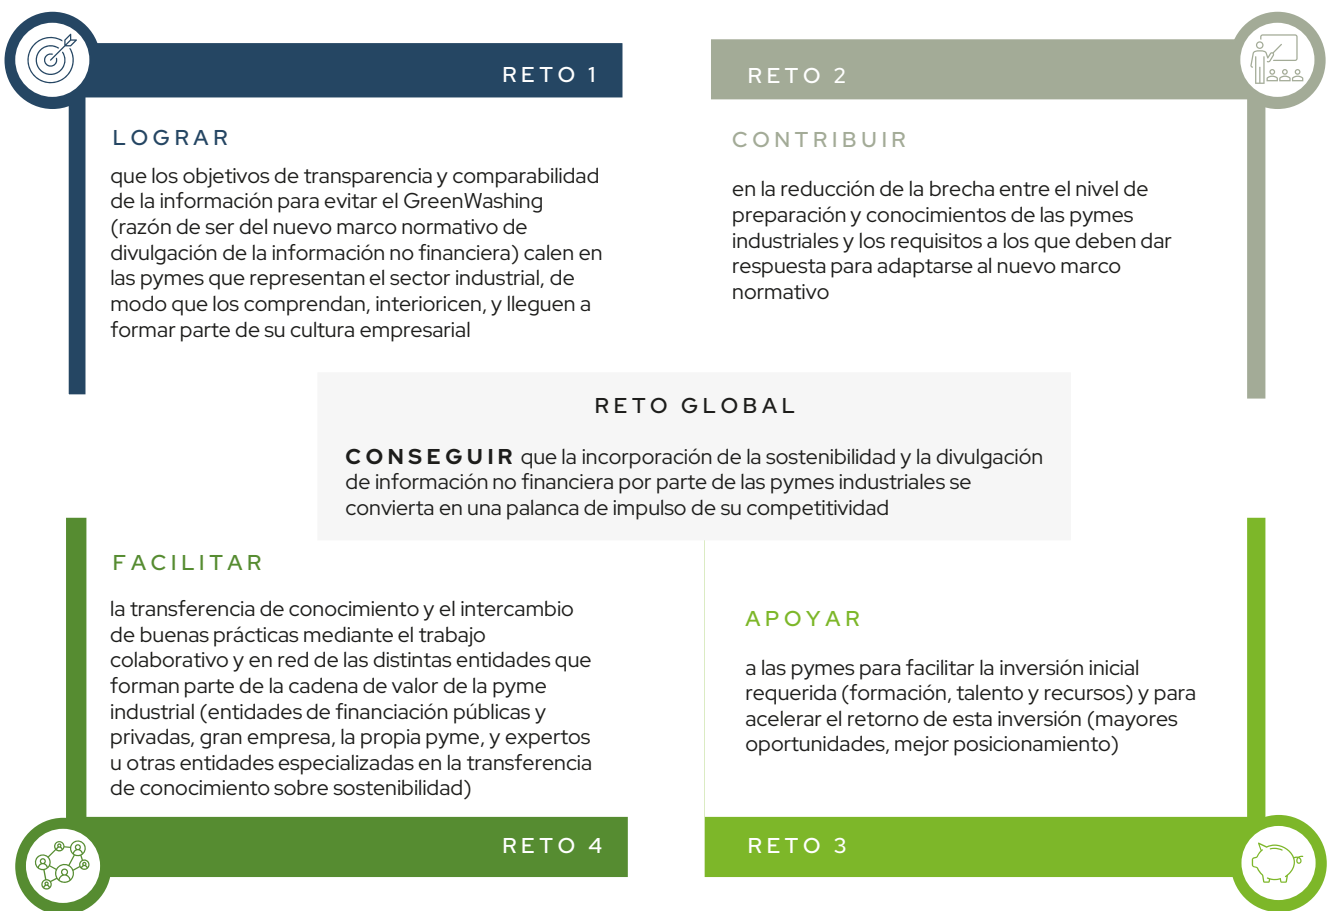 RETO 1
LOGRAR
que los objetivos de transparencia y comparabilidad
de la información para evitar el GreenWashing
(razón de ser del nuevo marco normativo de
divulgación de la información no financiera) calen en
las pymes que representan el sector industrial, de
modo que los comprendan, interioricen, y lleguen a
formar parte de su cultura empresarial
RETO 2
CONTRIBUIR
en la reducción de la brecha entre el nivel de
preparación y conocimientos de las pymes
industriales y los requisitos a los que deben dar
respuesta para adaptarse al nuevo marco
normativo
RETO GLOBAL
CONSEGUIR que la incorporación de la sostenibilidad y la divulgación
de información no financiera por parte de las pymes industriales se
convierta en una palanca de impulso de su competitividad
FACILITAR
la transferencia de conocimiento y el intercambio
de buenas prácticas mediante el trabajo
colaborativo y en red de las distintas entidades que
forman parte de la cadena de valor de la pyme
industrial (entidades de financiación públicas y
privadas, gran empresa, la propia pyme, y expertos
u otras entidades especializadas en la transferencia
de conocimiento sobre sostenibilidad)
RETO 4
APOYAR
a las pymes para facilitar la inversión inicial
requerida (formación, talento y recursos) y para
acelerar el retorno de esta inversión (mayores
oportunidades, mejor posicionamiento)
RETO 3